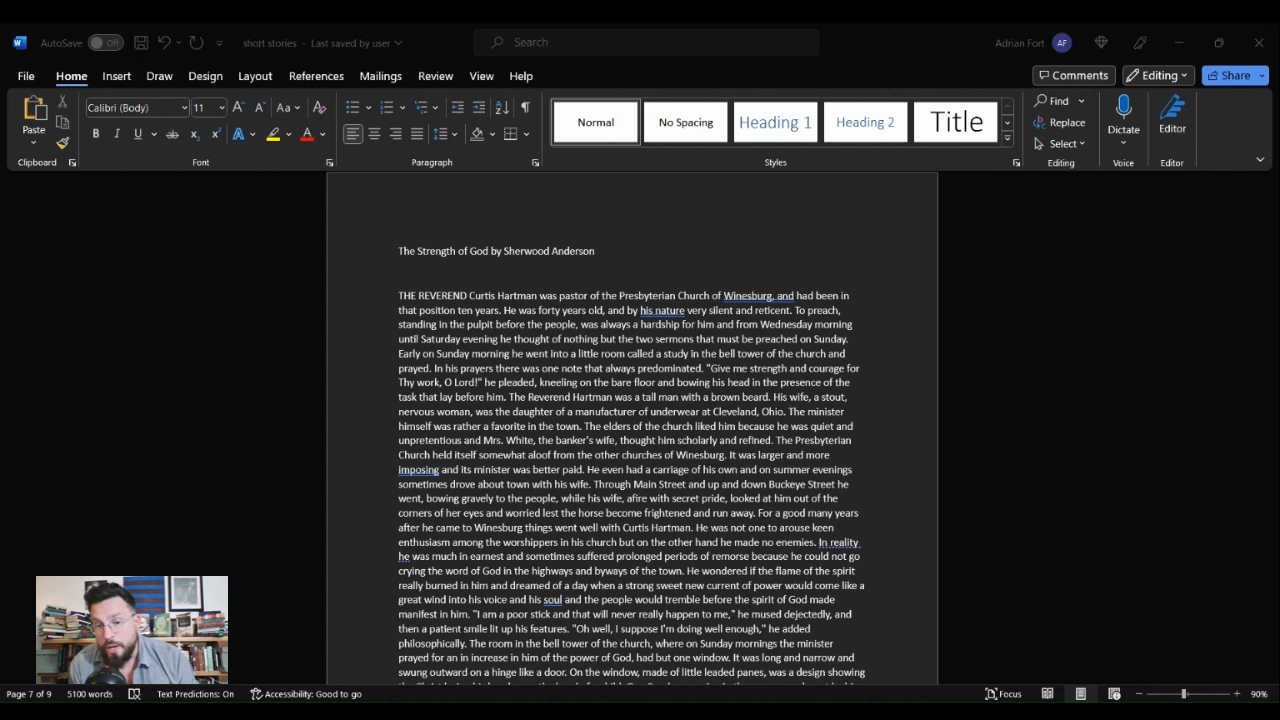 AutoSave Off short stories - Last saved by user Search Adrian Fort AF
File Home Insert Draw Design Layout References Mailings Review View Help Comments Editing Share
Calibri (Body) 11 Aa Normal No Spacing Heading 1 Heading 2 Title Find
Replace
Select
Paste B I U ab x₂ x² A A Dictate Editor
Clipboard Font Paragraph Styles Editing Voice Editor
The Strength of God by Sherwood Anderson
THE REVEREND Curtis Hartman was pastor of the Presbyterian Church of Winesburg, and had been in
that position ten years. He was forty years old, and by his nature very silent and reticent. To preach,
standing in the pulpit before the people, was always a hardship for him and from Wednesday morning
until Saturday evening he thought of nothing but the two sermons that must be preached on Sunday.
Early on Sunday morning he went into a little room called a study in the bell tower of the church and
prayed. In his prayers there was one note that always predominated. "Give me strength and courage for
Thy work, O Lord!" he pleaded, kneeling on the bare floor and bowing his head in the presence of the
task that lay before him. The Reverend Hartman was a tall man with a brown beard. His wife, a stout,
nervous woman, was the daughter of a manufacturer of underwear at Cleveland, Ohio. The minister
himself was rather a favorite in the town. The elders of the church liked him because he was quiet and
unpretentious and Mrs. White, the banker's wife, thought him scholarly and refined. The Presbyterian
Church held itself somewhat aloof from the other churches of Winesburg. It was larger and more
imposing and its minister was better paid. He even had a carriage of his own and on summer evenings
sometimes drove about town with his wife. Through Main Street and up and down Buckeye Street he
went, bowing gravely to the people, while his wife, afire with secret pride, looked at him out of the
corners of her eyes and worried lest the horse become frightened and run away. For a good many years
after he came to Winesburg things went well with Curtis Hartman. He was not one to arouse keen
enthusiasm among the worshippers in his church but on the other hand he made no enemies. In reality
he was much in earnest and sometimes suffered prolonged periods of remorse because he could not go
crying the word of God in the highways and byways of the town. He wondered if the flame of the spirit
really burned in him and dreamed of a day when a strong sweet new current of power would come like a
great wind into his voice and his soul and the people would tremble before the spirit of God made
manifest in him. "I am a poor stick and that will never really happen to me," he mused dejectedly, and
then a patient smile lit up his features. "Oh well, I suppose I'm doing well enough," he added
philosophically. The room in the bell tower of the church, where on Sunday mornings the minister
prayed for an in increase in him of the power of God, had but one window. It was long and narrow and
swung outward on a hinge like a door. On the window, made of little leaded panes, was a design showing
Page 7 of 9 5100 words Text Predictions: On Accessibility: Good to go Focus 90%